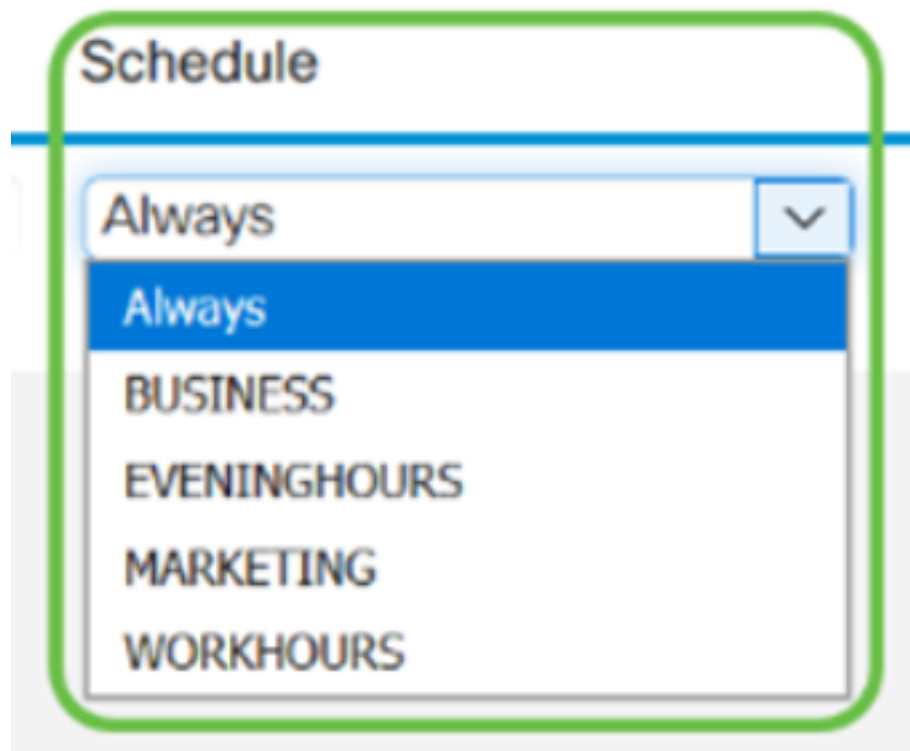 Schedule
Always
Always
BUSINESS
EVENINGHOURS
MARKETING
WORKHOURS